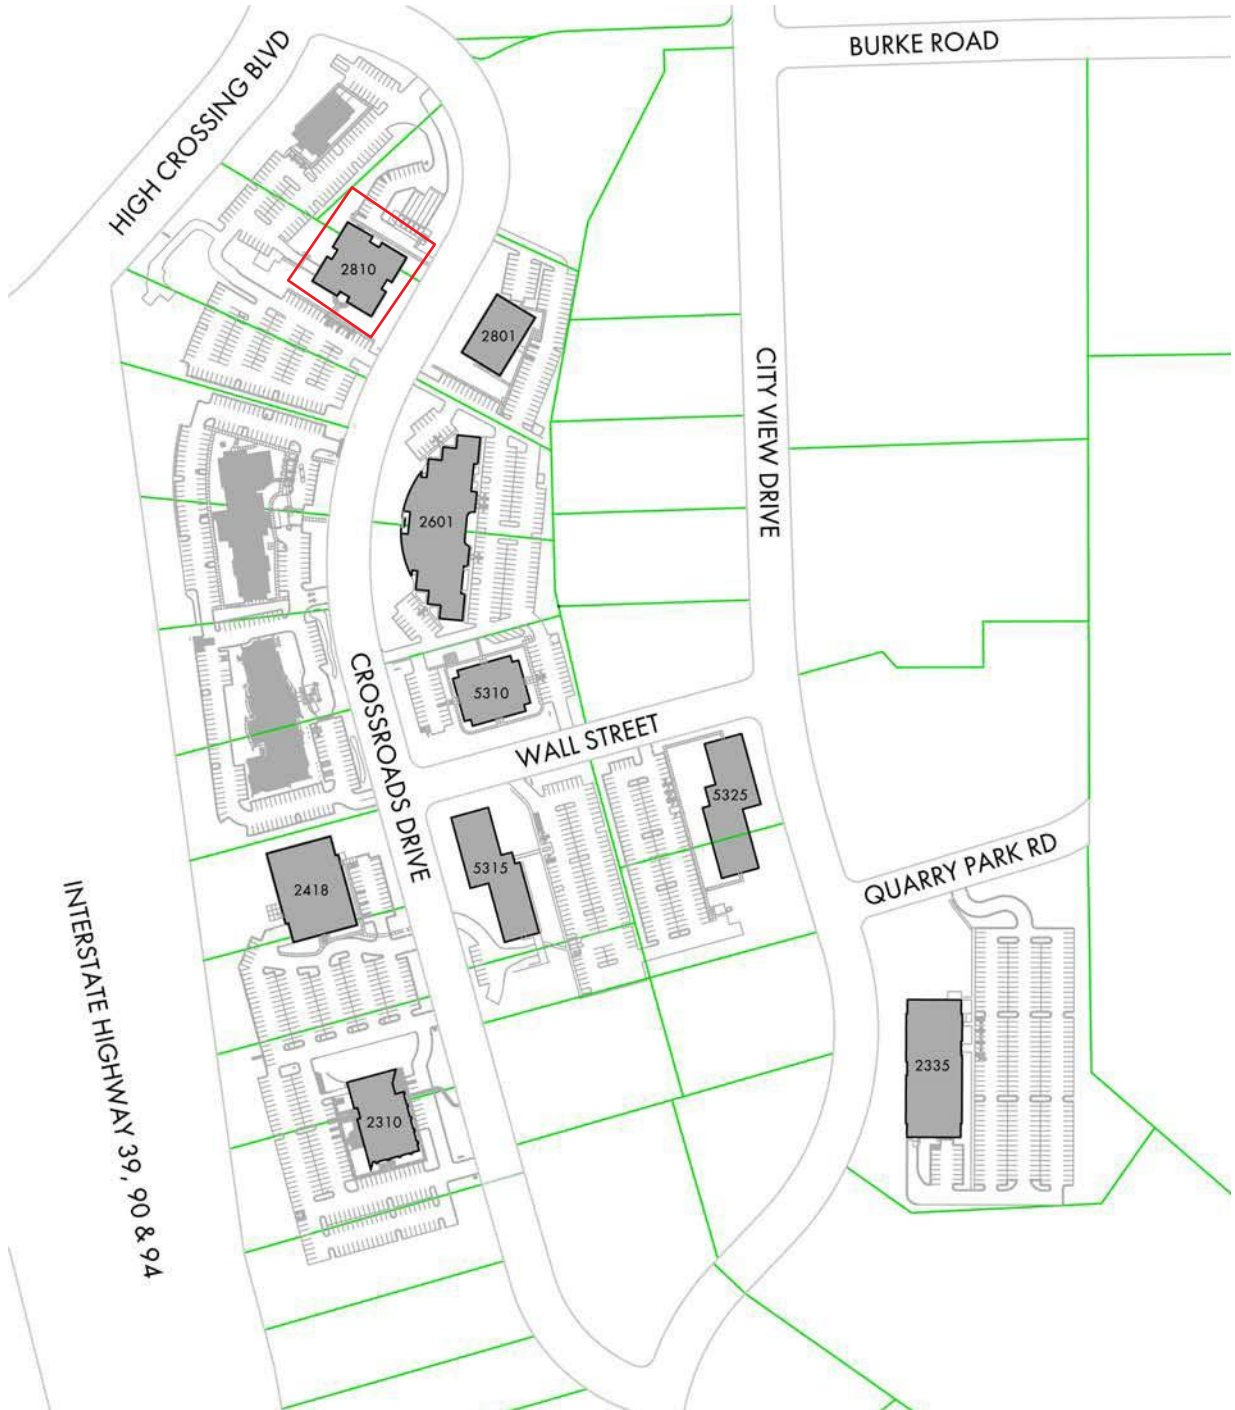 BURKE ROAD
HIGH CROSSING BLVD
2810
2801
CITY VIEW DRIVE
2601
5310
CROSSROADS DRIVE
WALL STREET
5325
5315
2418
QUARRY PARK RD
INTERSTATE HIGHWAY 39, 90 & 94
2335
2310